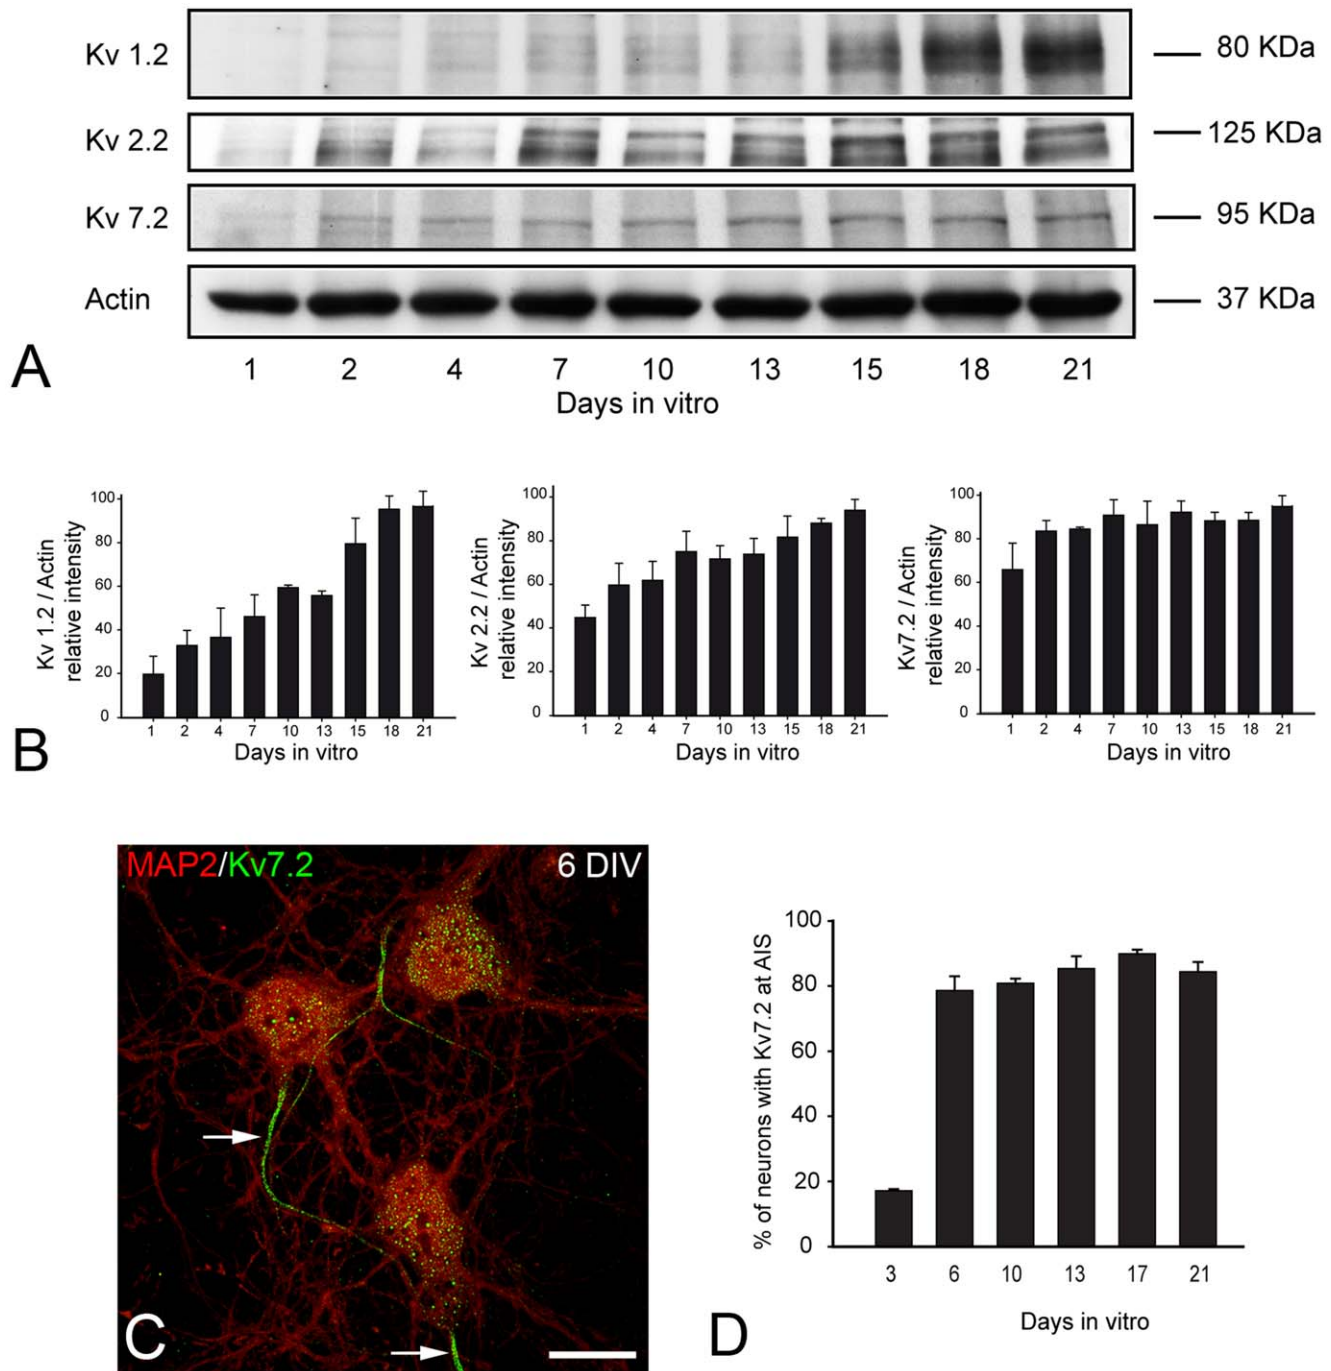 Kv 1.2
80 KDa
Kv 2.2
125 KDa
Kv 7.2
95 KDa
Actin
37 KDa
1 2 4 7 10 13 15 18 21
Days in vitro
A
Kv 1.2 / Actin
relative intensity
100
80
60
40
20
0
1 2 4 7 10 13 15 18 21
Days in vitro
Kv 2.2 / Actin
relative intensity
100
80
60
40
20
0
1 2 4 7 10 13 15 18 21
Days in vitro
Kv7.2 / Actin
relative intensity
100
80
60
40
20
0
1 2 4 7 10 13 15 18 21
Days in vitro
B
MAP2/Kv7.2
6 DIV
C
% of neurons with Kv7.2 at AIS
100
80
60
40
20
0
3 6 10 13 17 21
Days in vitro
D